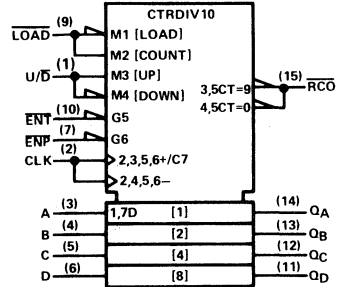 CTRDIV10
LOAD (9) M1 [LOAD]
M2 [COUNT]
U/D (1) M3 [UP]
M4 [DOWN]
3,5CT=9 (15) RCO
4,5CT=0
ENT (10) G5
ENP (7) G6
CLK (2) 2,3,5,6+/C7
2,4,5,6−
A (3) 1,7D [1] (14) QA
B (4) [2] (13) QB
C (5) [4] (12) QC
D (6) [8] (11) QD